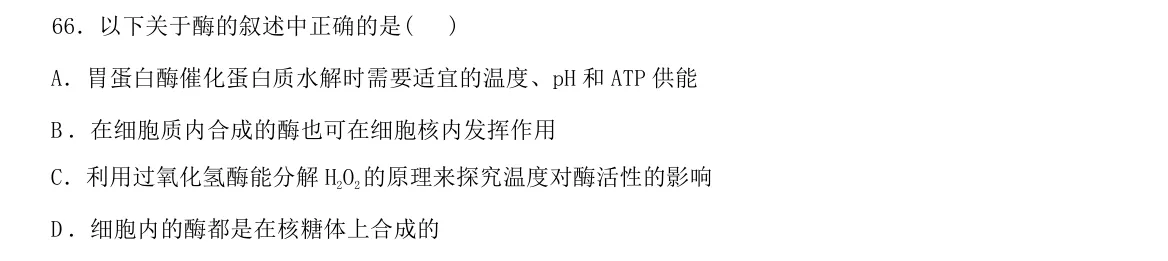 66. 以下关于酶的叙述中正确的是(    )
A. 胃蛋白酶催化蛋白质水解时需要适宜的温度、pH 和 ATP 供能
B. 在细胞质内合成的酶也可在细胞核内发挥作用
C. 利用过氧化氢酶能分解 H₂O₂的原理来探究温度对酶活性的影响
D. 细胞内的酶都是在核糖体上合成的